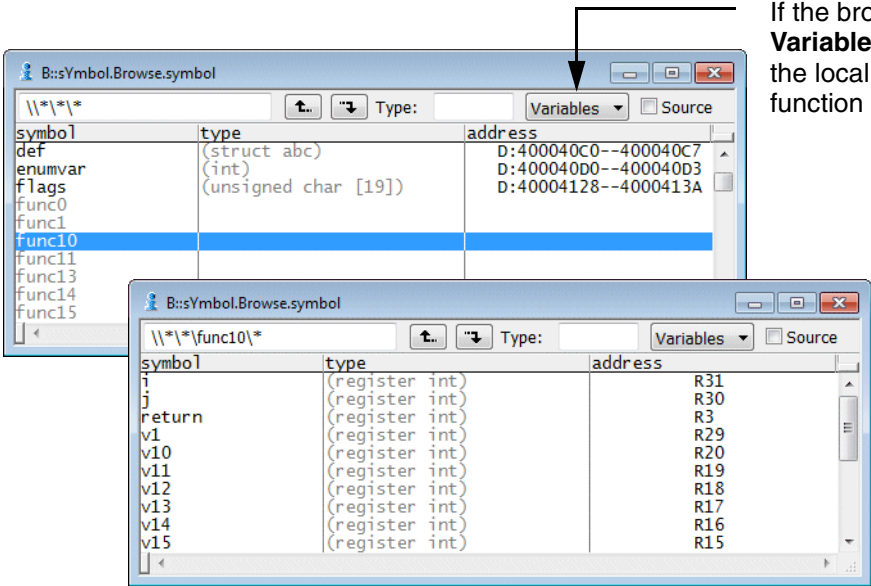 If the bro
Variable
the local
function
B::sYmbol.Browse.symbol
\\*\*\* Type: Variables Source
symbol type address
def (struct abc) D:400040C0--400040C7
enumvar (int) D:400040D0--400040D3
flags (unsigned char [19]) D:40004128--4000413A
func0
func1
func10
func11
func13
func14
func15
B::sYmbol.Browse.symbol
\\*\*\func10\* Type: Variables Source
symbol type address
i (register int) R31
j (register int) R30
return (register int) R3
v1 (register int) R29
v10 (register int) R20
v11 (register int) R19
v12 (register int) R18
v13 (register int) R17
v14 (register int) R16
v15 (register int) R15